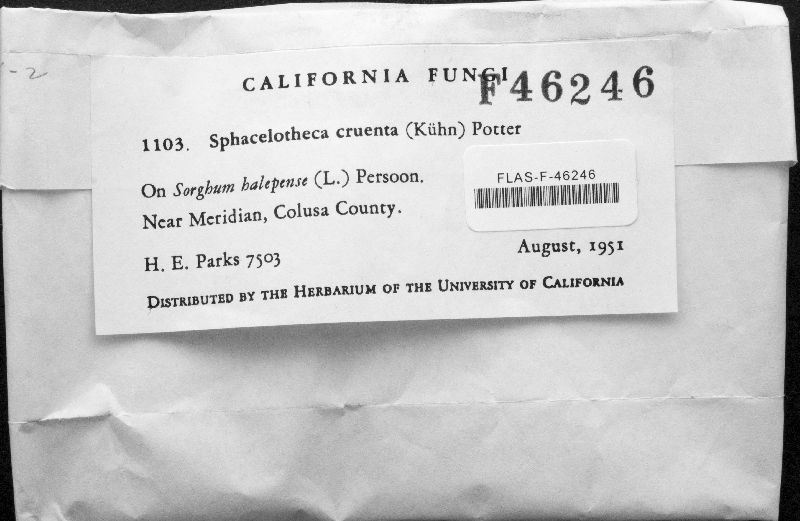 -2
CALIFORNIA FUNGI
F46246
1103. Sphacelotheca cruenta (Kühn) Potter
On Sorghum halepense (L.) Persoon.
FLAS-F-46246
Near Meridian, Colusa County.
H. E. Parks 7503
August, 1951
DISTRIBUTED BY THE HERBARIUM OF THE UNIVERSITY OF CALIFORNIA